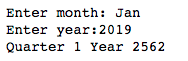 Enter month: Jan
Enter year:2019
Quarter 1 Year 2562